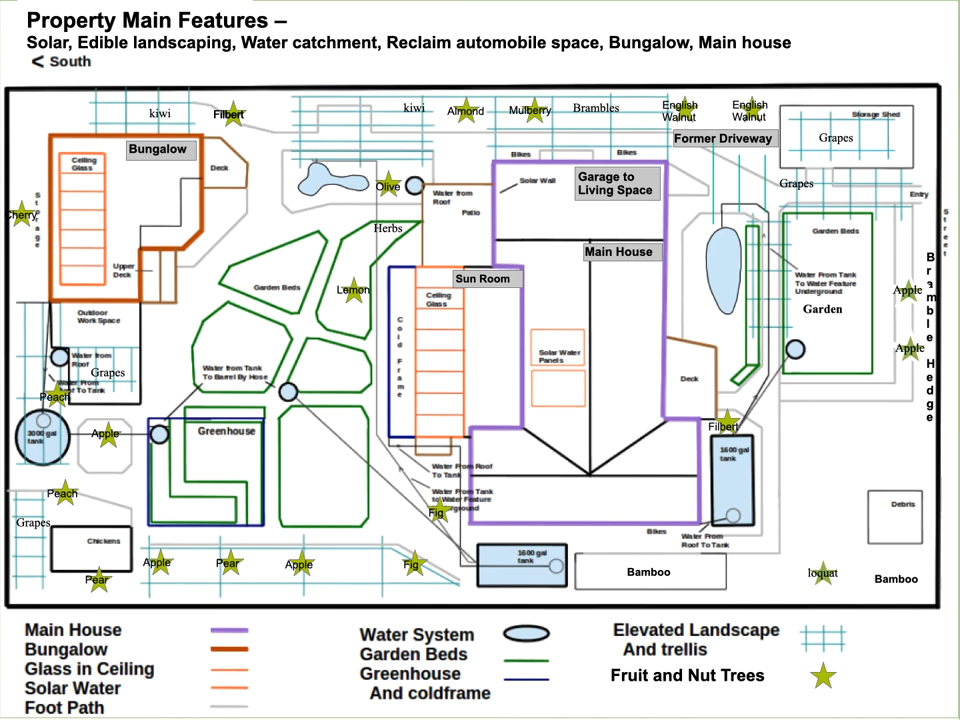 Property Main Features –
Solar, Edible landscaping, Water catchment, Reclaim automobile space, Bungalow, Main house
< South
kiwi
Filbert
kiwi
Almond
Mulberry
Brambles
English
Walnut
English
Walnut
Storage Shed
Grapes
Former Driveway
Bungalow
Ceiling
Glass
Deck
Bikes
Bikes
Solar Wall
Garage to
Living Space
Olive
Water from
Roof
Patio
Grapes
Entry
Cherry
Storage
Street
Herbs
Garden Beds
Main House
Upper
Deck
Sun Room
Garden Beds
Lemon
Ceiling
Glass
Water From Tank
To Water Feature
Underground
Garden
Apple
Apple
Bramble Hedge
Outdoor
Work Space
Cold Frame
Water from
Roof
Grapes
Water From
Roof To Tank
Peach
Water from Tank
To Barrel By Hose
Solar Water
Panels
Deck
3000 gal
tank
Apple
Greenhouse
Filbert
1600 gal
tank
Water From Roof
To Tank
Water From Tank
to Water Feature
Fig
Peach
Grapes
Chickens
Pear
Apple
Pear
Apple
Fig
1600 gal
tank
Bikes
Water From
Roof To Tank
Debris
Bamboo
loquat
Bamboo
Main House
Bungalow
Glass in Ceiling
Solar Water
Foot Path
Water System
Garden Beds
Greenhouse
And coldframe
Elevated Landscape
And trellis
Fruit and Nut Trees